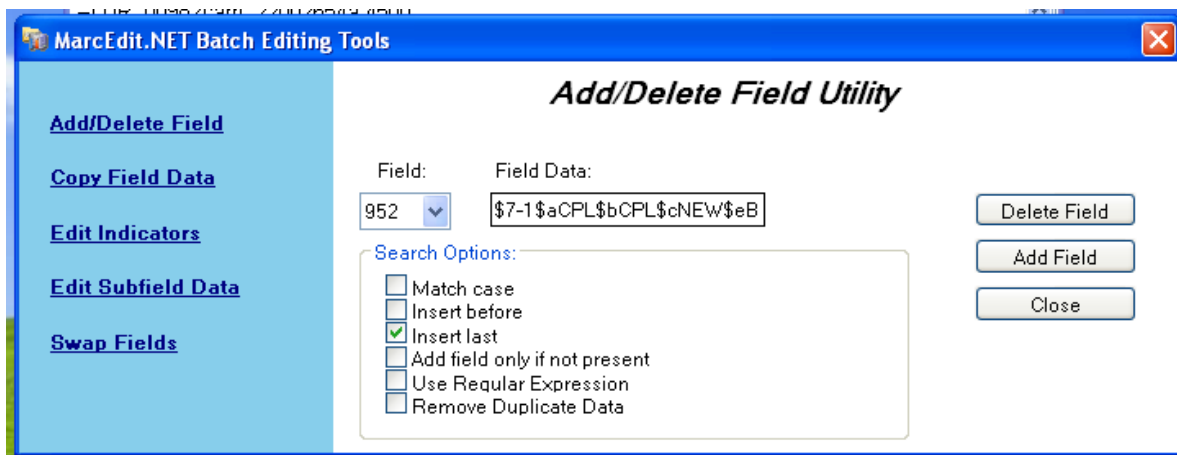 MarcEdit.NET Batch Editing Tools
Add/Delete Field Utility
Add/Delete Field
Copy Field Data
Edit Indicators
Edit Subfield Data
Swap Fields
Field: Field Data:
952 $7-1$aCPL$bCPL$cNEW$eB
Search Options:
Match case
Insert before
Insert last
Add field only if not present
Use Regular Expression
Remove Duplicate Data
Delete Field
Add Field
Close